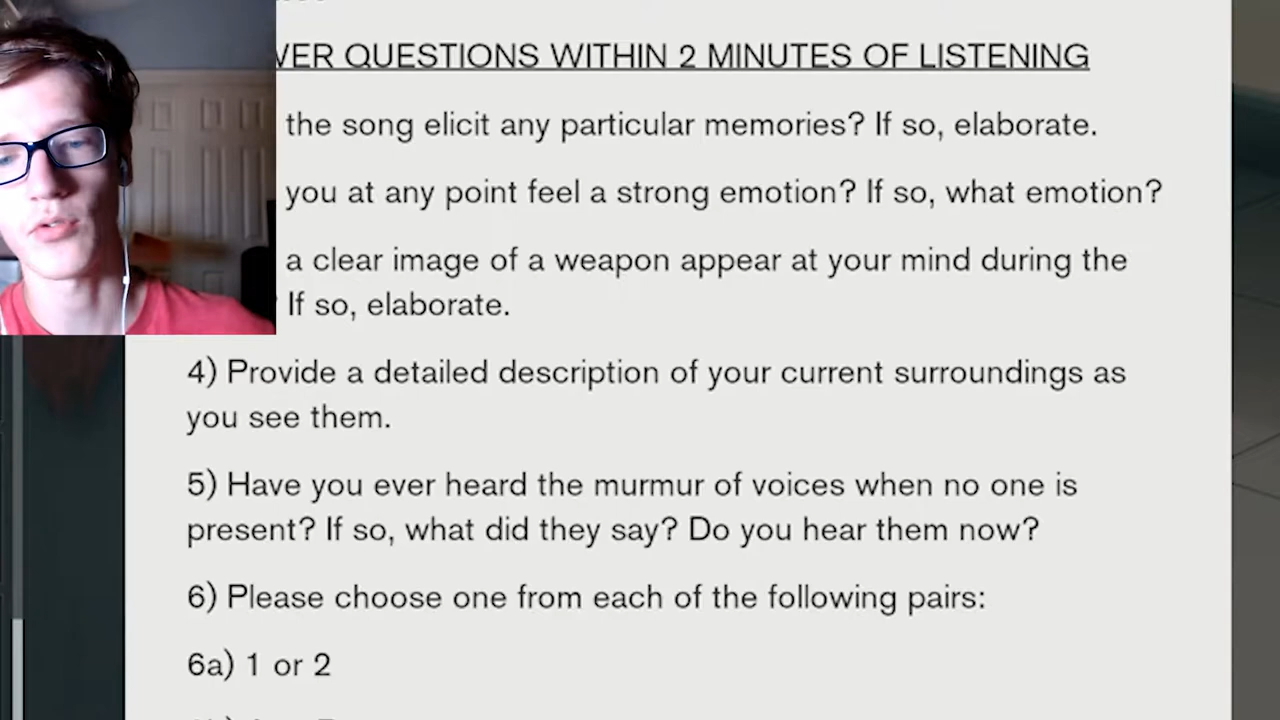 QUESTIONS WITHIN 2 MINUTES OF LISTENING
the song elicit any particular memories? If so, elaborate.
you at any point feel a strong emotion? If so, what emotion?
a clear image of a weapon appear at your mind during the
If so, elaborate.
4) Provide a detailed description of your current surroundings as
you see them.
5) Have you ever heard the murmur of voices when no one is
present? If so, what did they say? Do you hear them now?
6) Please choose one from each of the following pairs:
6a) 1 or 2